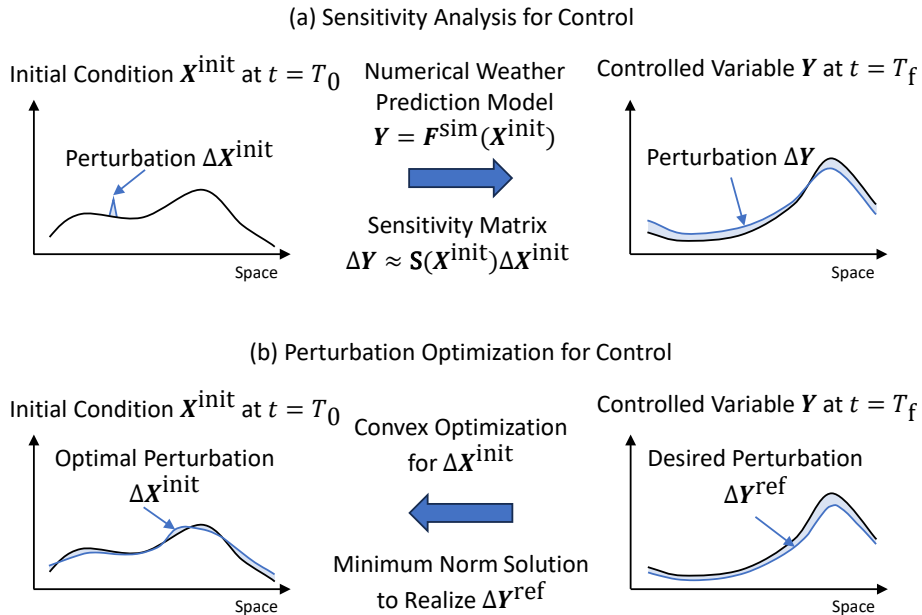 (a) Sensitivity Analysis for Control
Initial Condition X^init at t = T_0
Numerical Weather
Prediction Model
Y = F^sim(X^init)
Controlled Variable Y at t = T_f
Perturbation ΔX^init
Perturbation ΔY
Sensitivity Matrix
ΔY ≈ S(X^init)ΔX^init
Space
Space
(b) Perturbation Optimization for Control
Initial Condition X^init at t = T_0
Convex Optimization
for ΔX^init
Controlled Variable Y at t = T_f
Optimal Perturbation
ΔX^init
Desired Perturbation
ΔY^ref
Minimum Norm Solution
to Realize ΔY^ref
Space
Space